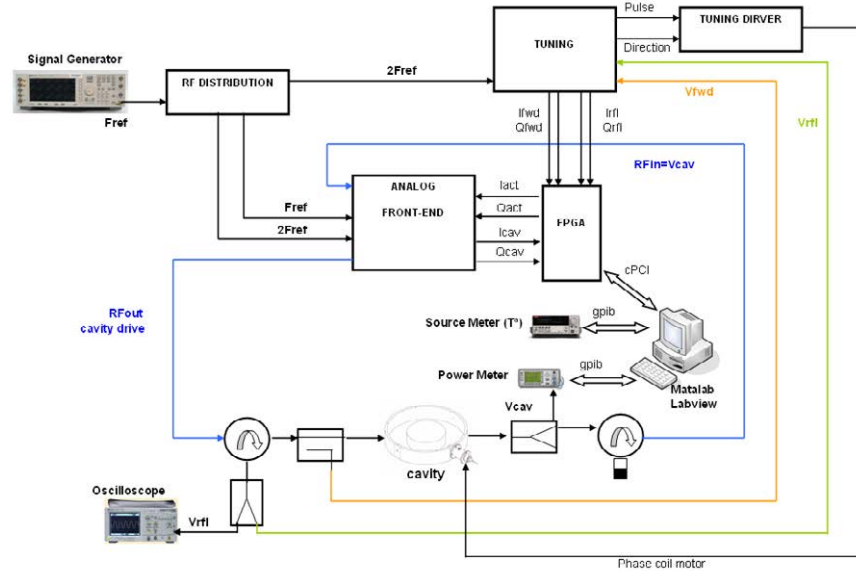 Pulse
TUNING DIRVER
TUNING
Direction
Signal Generator
2Fref
RF DISTRIBUTION
Vfwd
Fref
Ifwd
Qfwd
Irfl
Qrfl
Vrfl
RFin=Vcav
ANALOG
FRONT-END
Iact
Qact
Icav
Qcav
FPGA
Fref
2Fref
cPCI
RFout
cavity drive
Source Meter (Tª)
gpib
Power Meter
gpib
Matalab
Labview
Vcav
cavity
Oscilloscope
Vrfl
Phase coil motor